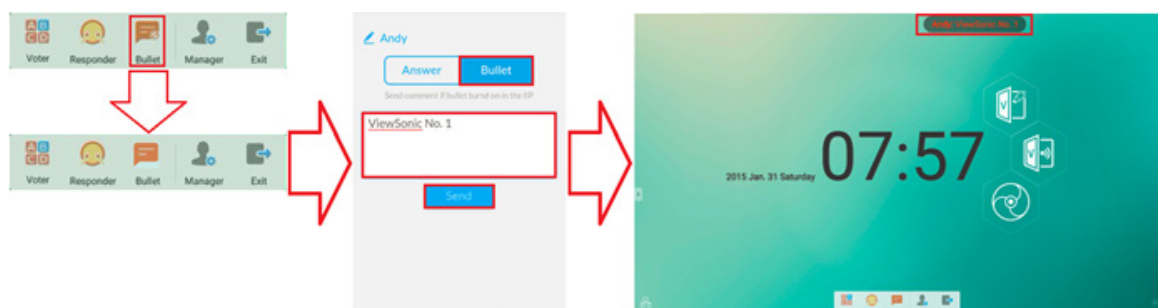 Voter Responder Bullet Manager Exit
Voter Responder Bullet Manager Exit
Andy
Answer Bullet
Send comment if bullet turnd on in the IFP
ViewSonic No. 1
Send
Andy: ViewSonic No. 1
2015 Jan. 31 Saturday 07:57